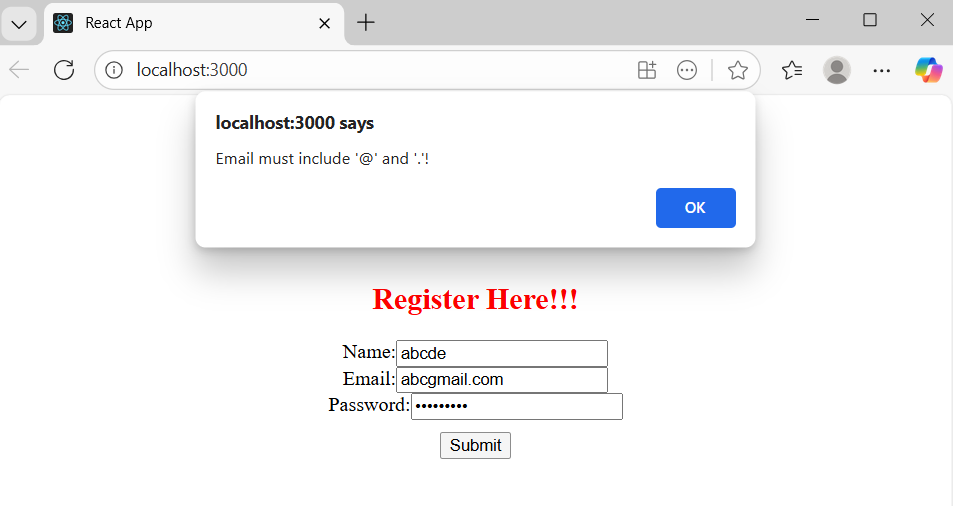 React App
localhost:3000
localhost:3000 says
Email must include '@' and '.'!
OK
Register Here!!!
Name:abcde
Email:abcgmail.com
Password:•••••••••
Submit